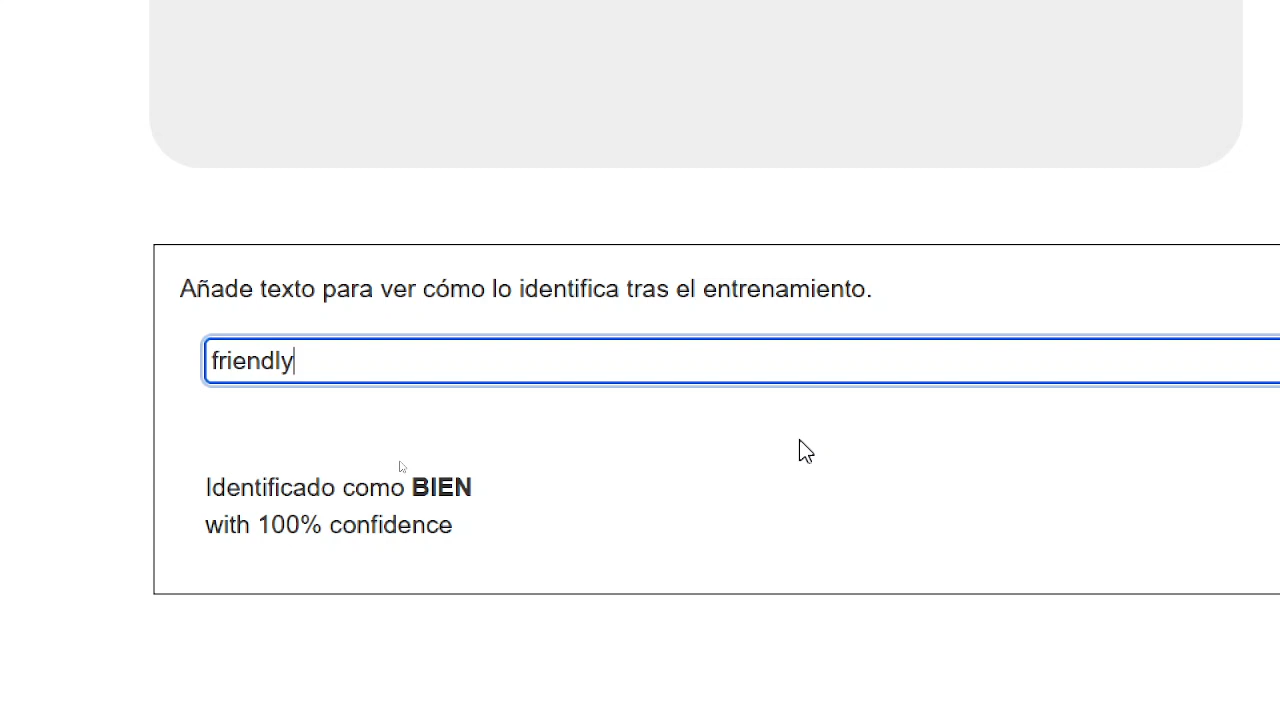 Añade texto para ver cómo lo identifica tras el entrenamiento.
friendly
Identificado como BIEN
with 100% confidence